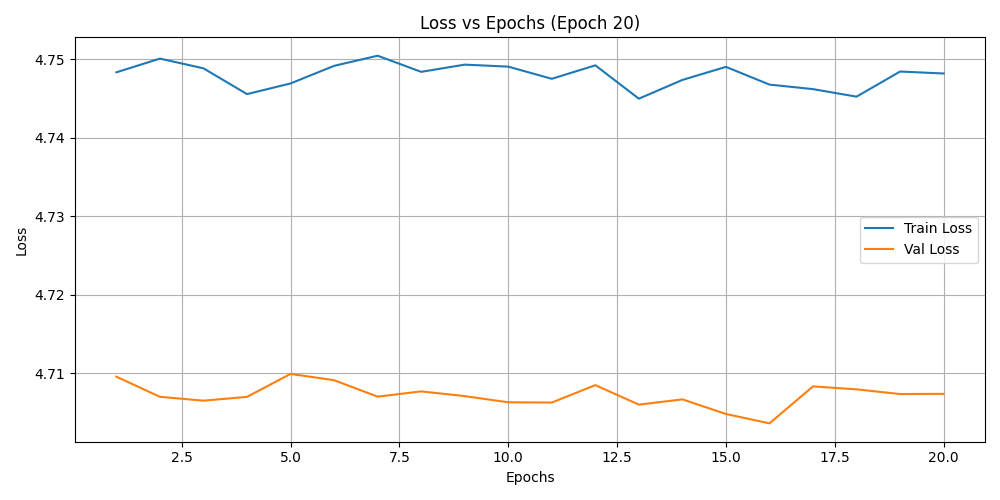 Loss vs Epochs (Epoch 20)
4.75
4.74
4.73
4.72
4.71
Loss
Train Loss
Val Loss
2.5 5.0 7.5 10.0 12.5 15.0 17.5 20.0
Epochs